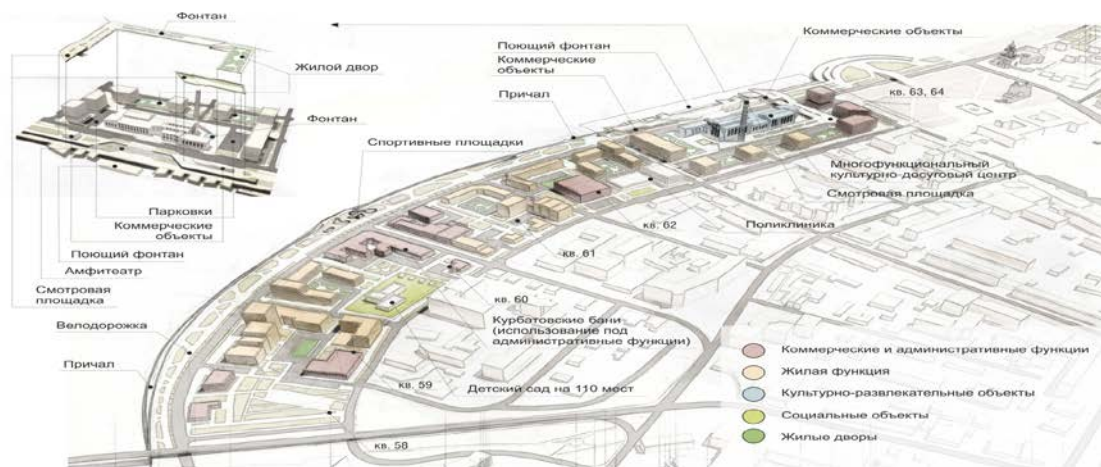 Фонтан
Жилой двор
Фонтан
Парковки
Коммерческие
объекты
Поющий фонтан
Амфитеатр
Смотровая
площадка
Велодорожка
Причал
Спортивные площадки
Причал
Поющий фонтан
Коммерческие
объекты
Коммерческие объекты
кв. 63, 64
Многофункциональный
культурно-досуговый центр
Смотровая площадка
Поликлиника
кв. 62
кв. 61
кв. 60
Курбатовские бани
(использование под
административные функции)
кв. 59
Детский сад на 110 мест
кв. 58
Коммерческие и административные функции
Жилая функция
Культурно-развлекательные объекты
Социальные объекты
Жилые дворы